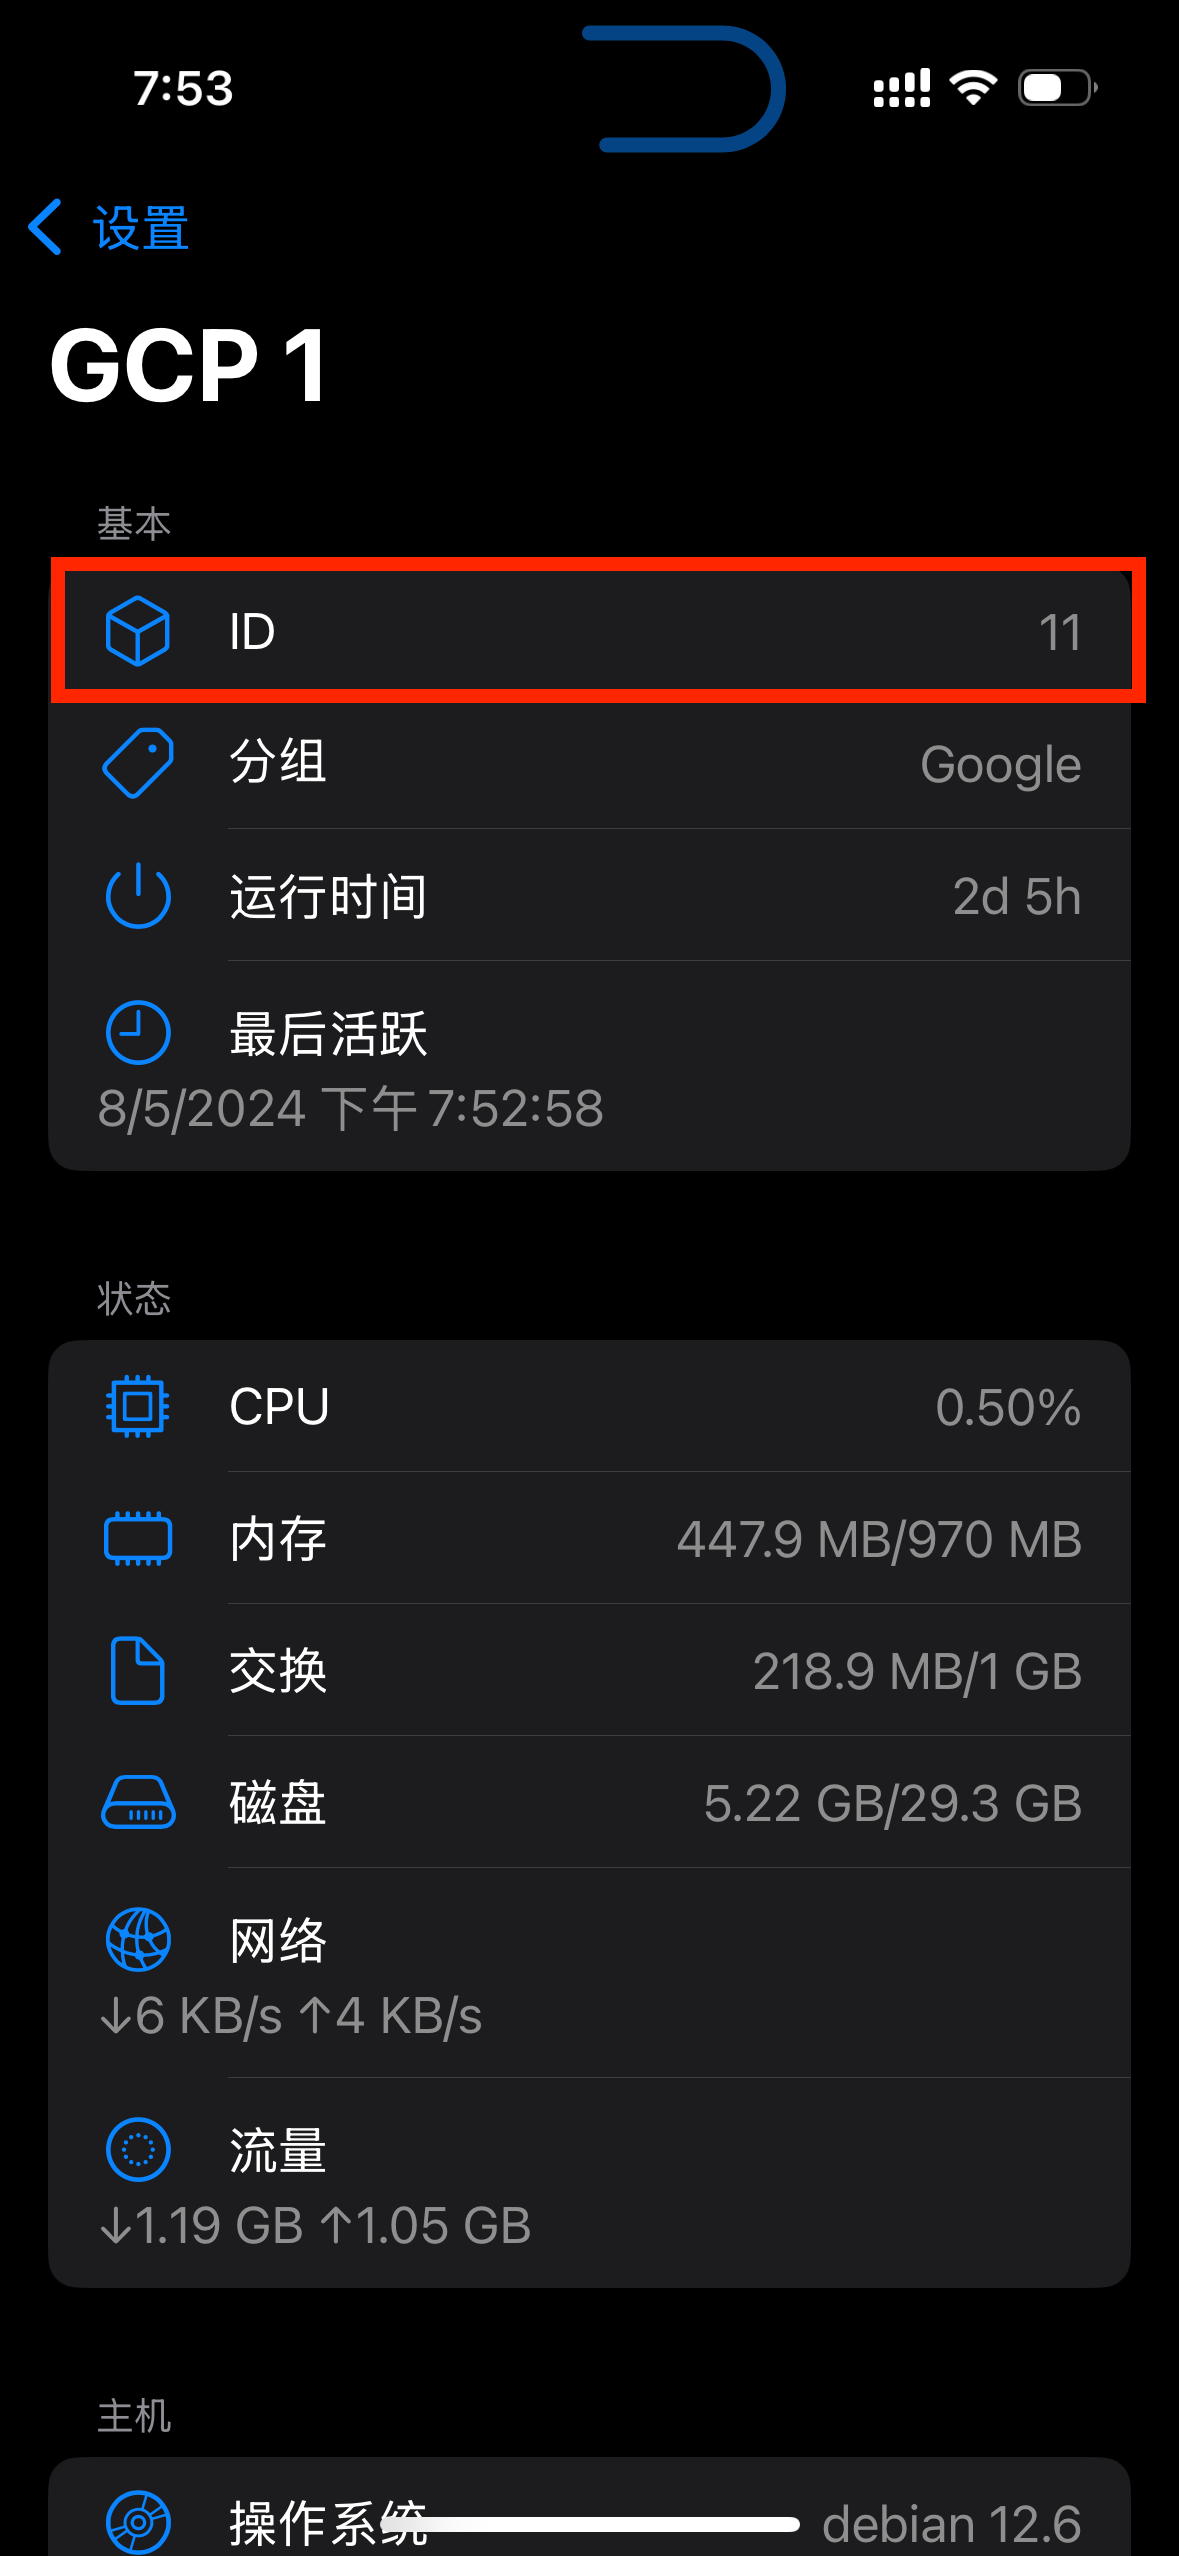 7:53
设置
GCP 1
基本
ID 11
分组 Google
运行时间 2d 5h
最后活跃
8/5/2024 下午 7:52:58
状态
CPU 0.50%
内存 447.9 MB/970 MB
交换 218.9 MB/1 GB
磁盘 5.22 GB/29.3 GB
网络
↓6 KB/s ↑4 KB/s
流量
↓1.19 GB ↑1.05 GB
主机
操作系统 debian 12.6